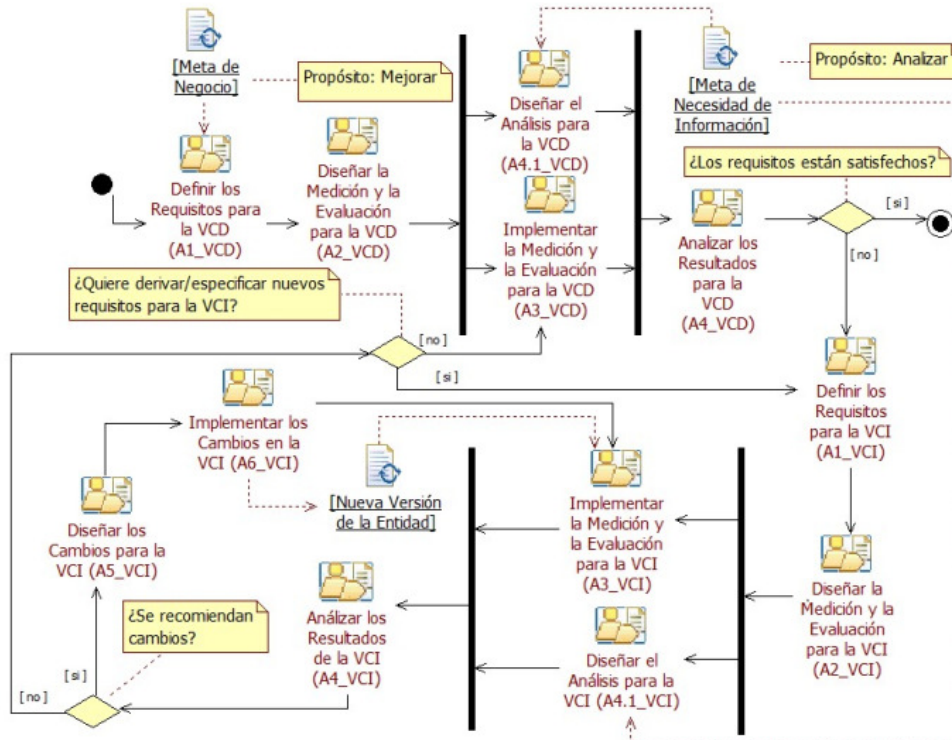 [Meta de
Negocio]
Propósito: Mejorar
Definir los
Requisitos para
la VCD
(A1_VCD)
Diseñar la
Medición y la
Evaluación
para la VCD
(A2_VCD)
Diseñar el
Análisis para
la VCD
(A4.1_VCD)
Implementar
la Medición y
la Evaluación
para la VCD
(A3_VCD)
[Meta de
Necesidad de
Información]
Propósito: Analizar
¿Los requisitos están satisfechos?
Analizar los
Resultados
para la
VCD
(A4_VCD)
[si]
[no]
¿Quiere derivar/especificar nuevos
requisitos para la VCI?
[no]
[si]
Definir los
Requisitos
para la VCI
(A1_VCI)
Implementar los
Cambios en la
VCI (A6_VCI)
[Nueva Versión
de la Entidad]
Implementar
la Medición y
la Evaluación
para la VCI
(A3_VCI)
Diseñar los
Cambios para la
VCI (A5_VCI)
Diseñar la
Medición y la
Evaluación
para la VCI
(A2_VCI)
Análizar los
Resultados
de la VCI
(A4_VCI)
Diseñar el
Análisis para la
VCI (A4.1_VCI)
¿Se recomiendan
cambios?
[si]
[no]